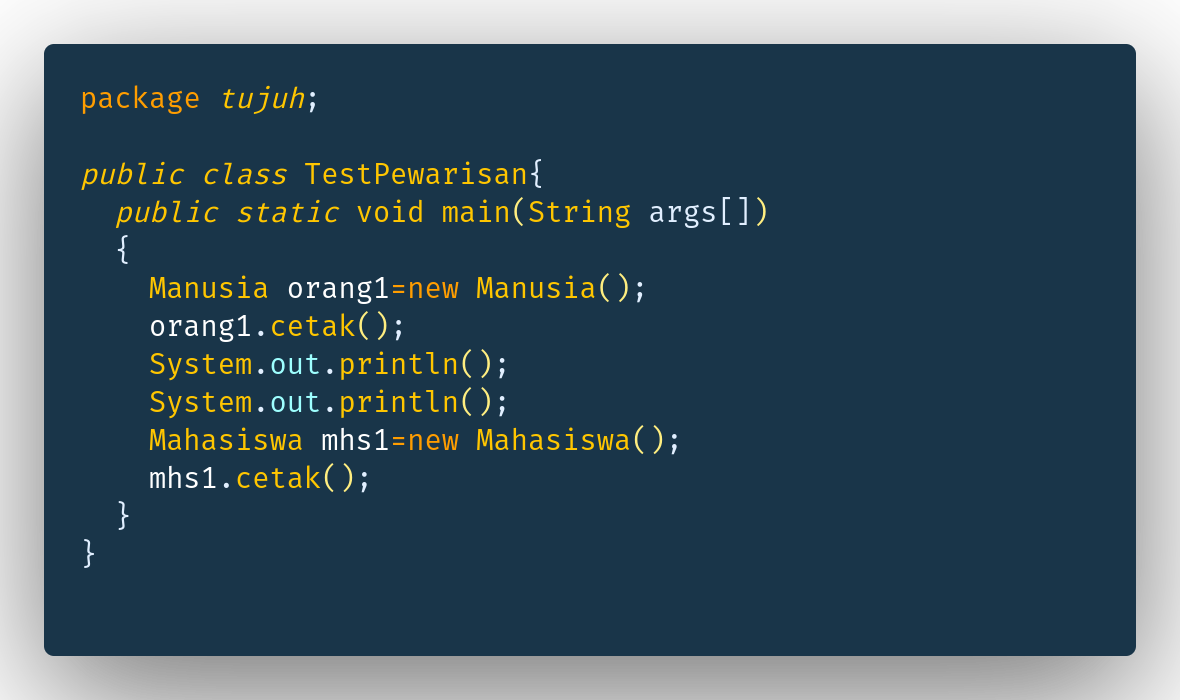 package tujuh;

public class TestPewarisan{
  public static void main(String args[])
  {
    Manusia orang1=new Manusia();
    orang1.cetak();
    System.out.println();
    System.out.println();
    Mahasiswa mhs1=new Mahasiswa();
    mhs1.cetak();
  }
}